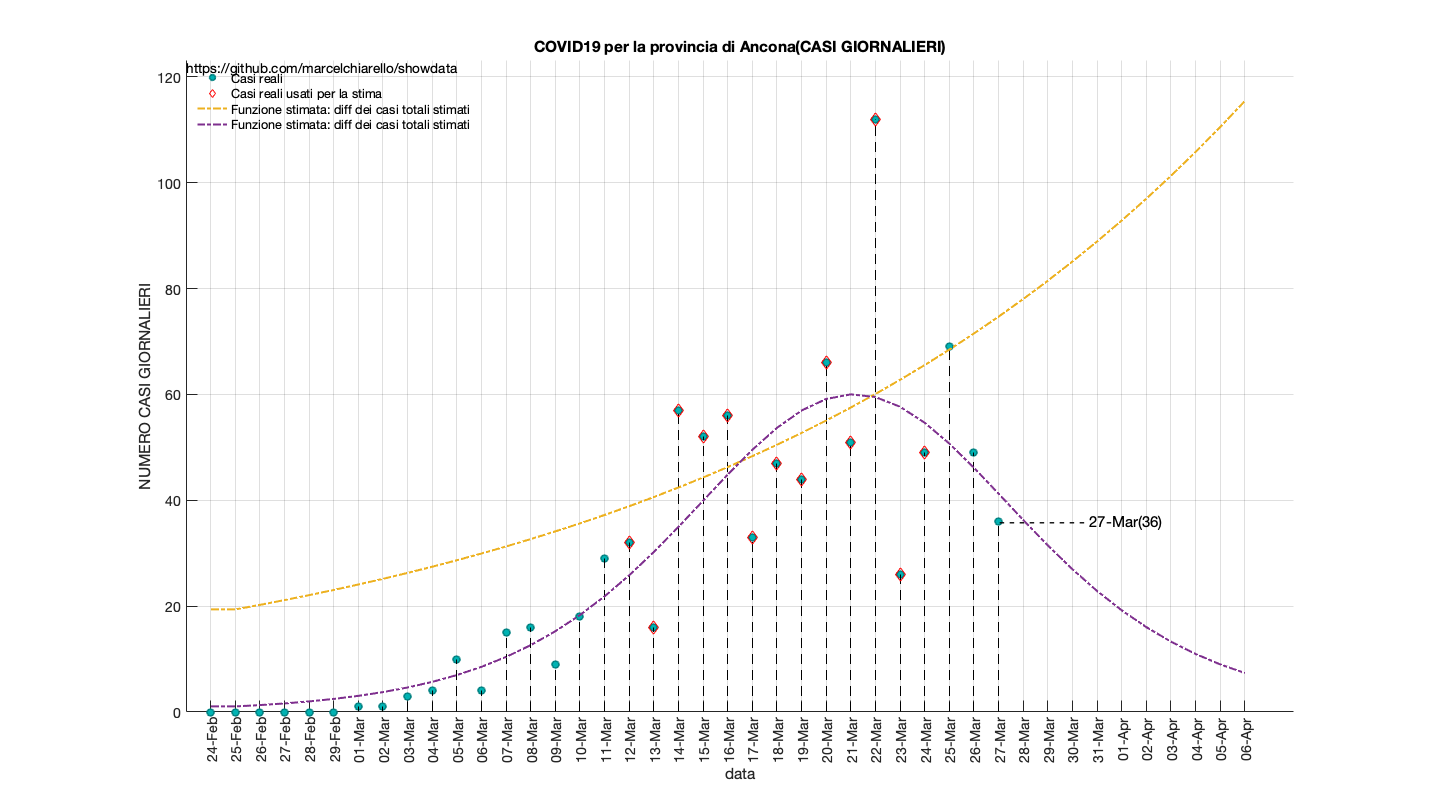 COVID19 per la provincia di Ancona(CASI GIORNALIERI)
https://github.com/marcelchiarello/showdata
Casi reali
Casi reali usati per la stima
Funzione stimata: diff dei casi totali stimati
Funzione stimata: diff dei casi totali stimati
NUMERO CASI GIORNALIERI
120
100
80
60
40
20
0
27-Mar(36)
24-Feb
25-Feb
26-Feb
27-Feb
28-Feb
29-Feb
01-Mar
02-Mar
03-Mar
04-Mar
05-Mar
06-Mar
07-Mar
08-Mar
09-Mar
10-Mar
11-Mar
12-Mar
13-Mar
14-Mar
15-Mar
16-Mar
17-Mar
18-Mar
19-Mar
20-Mar
21-Mar
22-Mar
23-Mar
24-Mar
25-Mar
26-Mar
27-Mar
28-Mar
29-Mar
30-Mar
31-Mar
01-Apr
02-Apr
03-Apr
04-Apr
05-Apr
06-Apr
data